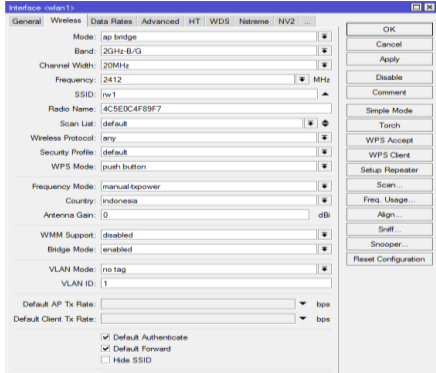 Interface <wlan1>
General Wireless Data Rates Advanced HT WDS Nstreme NV2 ...
Mode: ap bridge
Band: 2GHz-B/G
Channel Width: 20MHz
Frequency: 2412 MHz
SSID: rw1
Radio Name: 4C5E0C4F89F7
Scan List: default
Wireless Protocol: any
Security Profile: default
WPS Mode: push button
Frequency Mode: manual-txpower
Country: indonesia
Antenna Gain: 0 dBi
WMM Support: disabled
Bridge Mode: enabled
VLAN Mode: no tag
VLAN ID: 1
Default AP Tx Rate: bps
Default Client Tx Rate: bps
Default Authenticate
Default Forward
Hide SSID
OK
Cancel
Apply
Disable
Comment
Simple Mode
Torch
WPS Accept
WPS Client
Setup Repeater
Scan...
Freq. Usage...
Align...
Sniff...
Snooper...
Reset Configuration